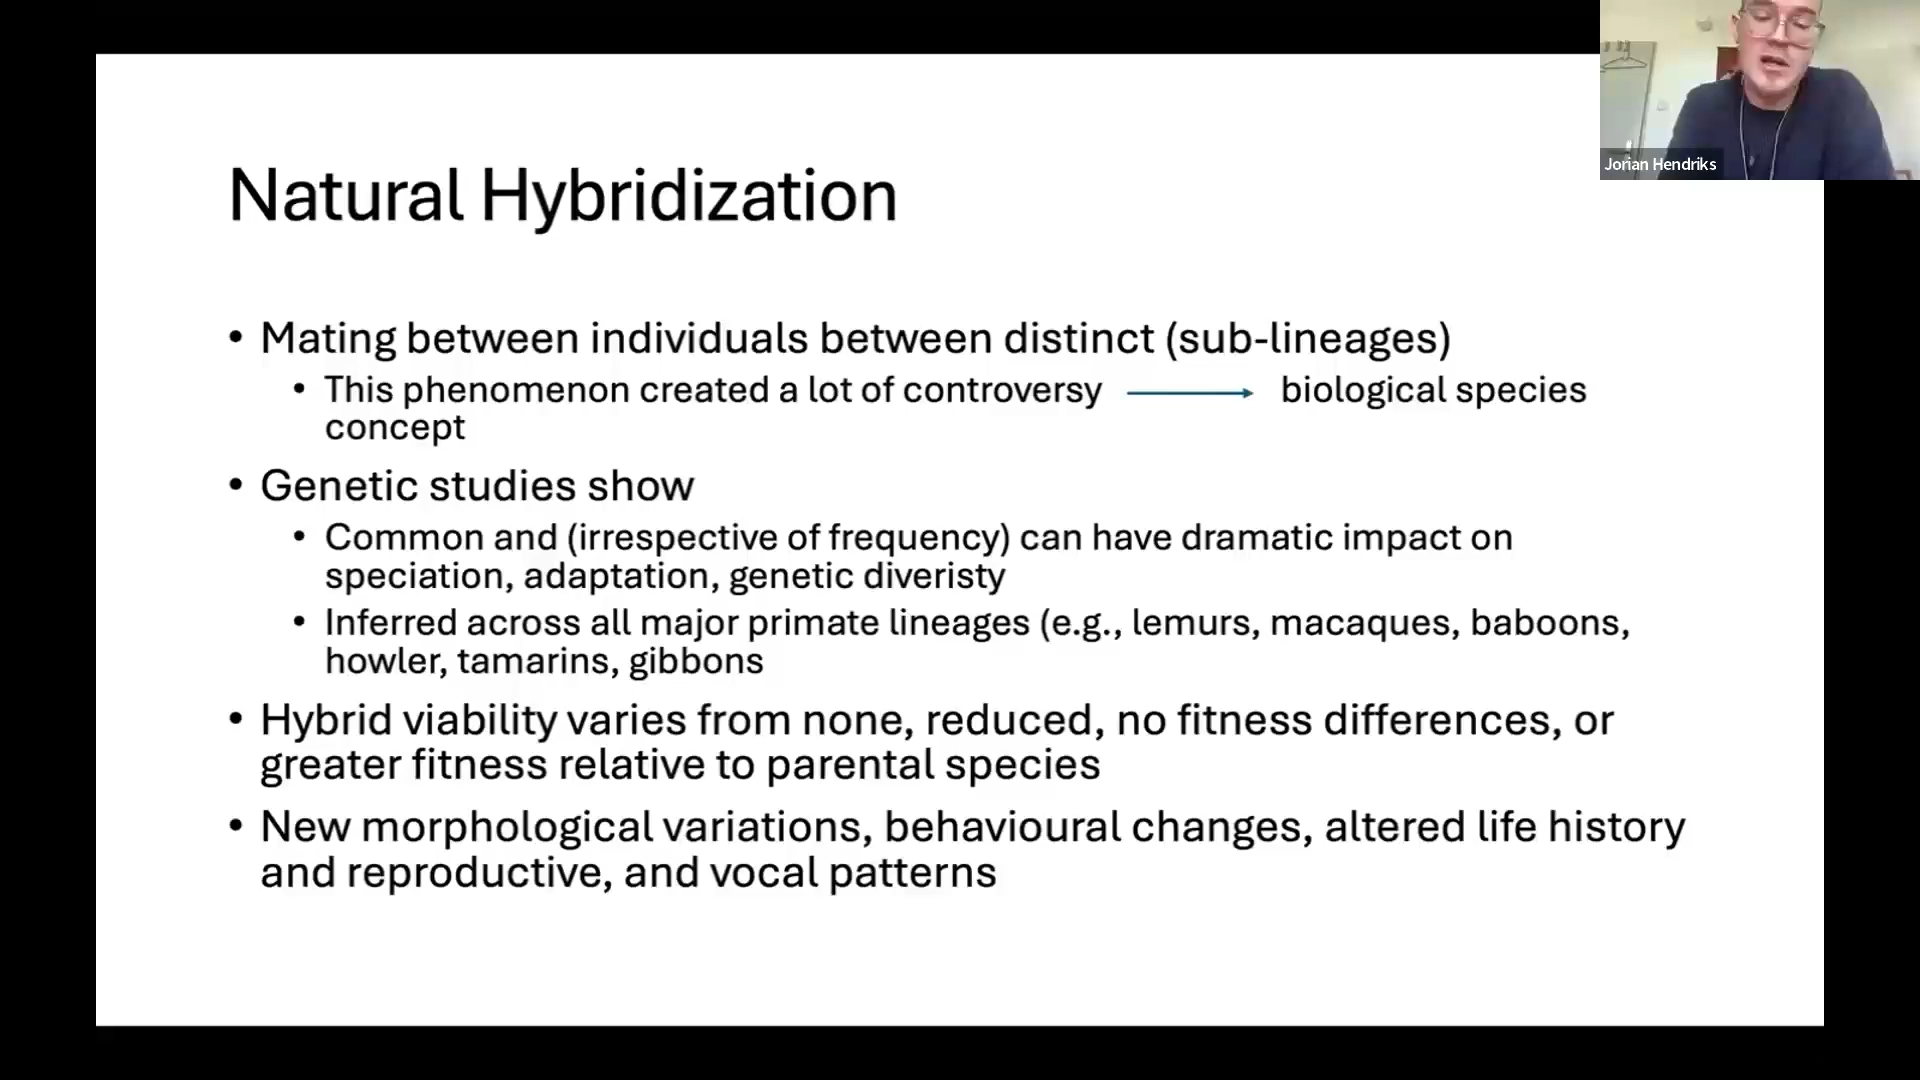 Jorian Hendriks
Natural Hybridization
• Mating between individuals between distinct (sub-lineages)
• This phenomenon created a lot of controversy → biological species
concept
• Genetic studies show
• Common and (irrespective of frequency) can have dramatic impact on
speciation, adaptation, genetic diveristy
• Inferred across all major primate lineages (e.g., lemurs, macaques, baboons,
howler, tamarins, gibbons
• Hybrid viability varies from none, reduced, no fitness differences, or
greater fitness relative to parental species
• New morphological variations, behavioural changes, altered life history
and reproductive, and vocal patterns